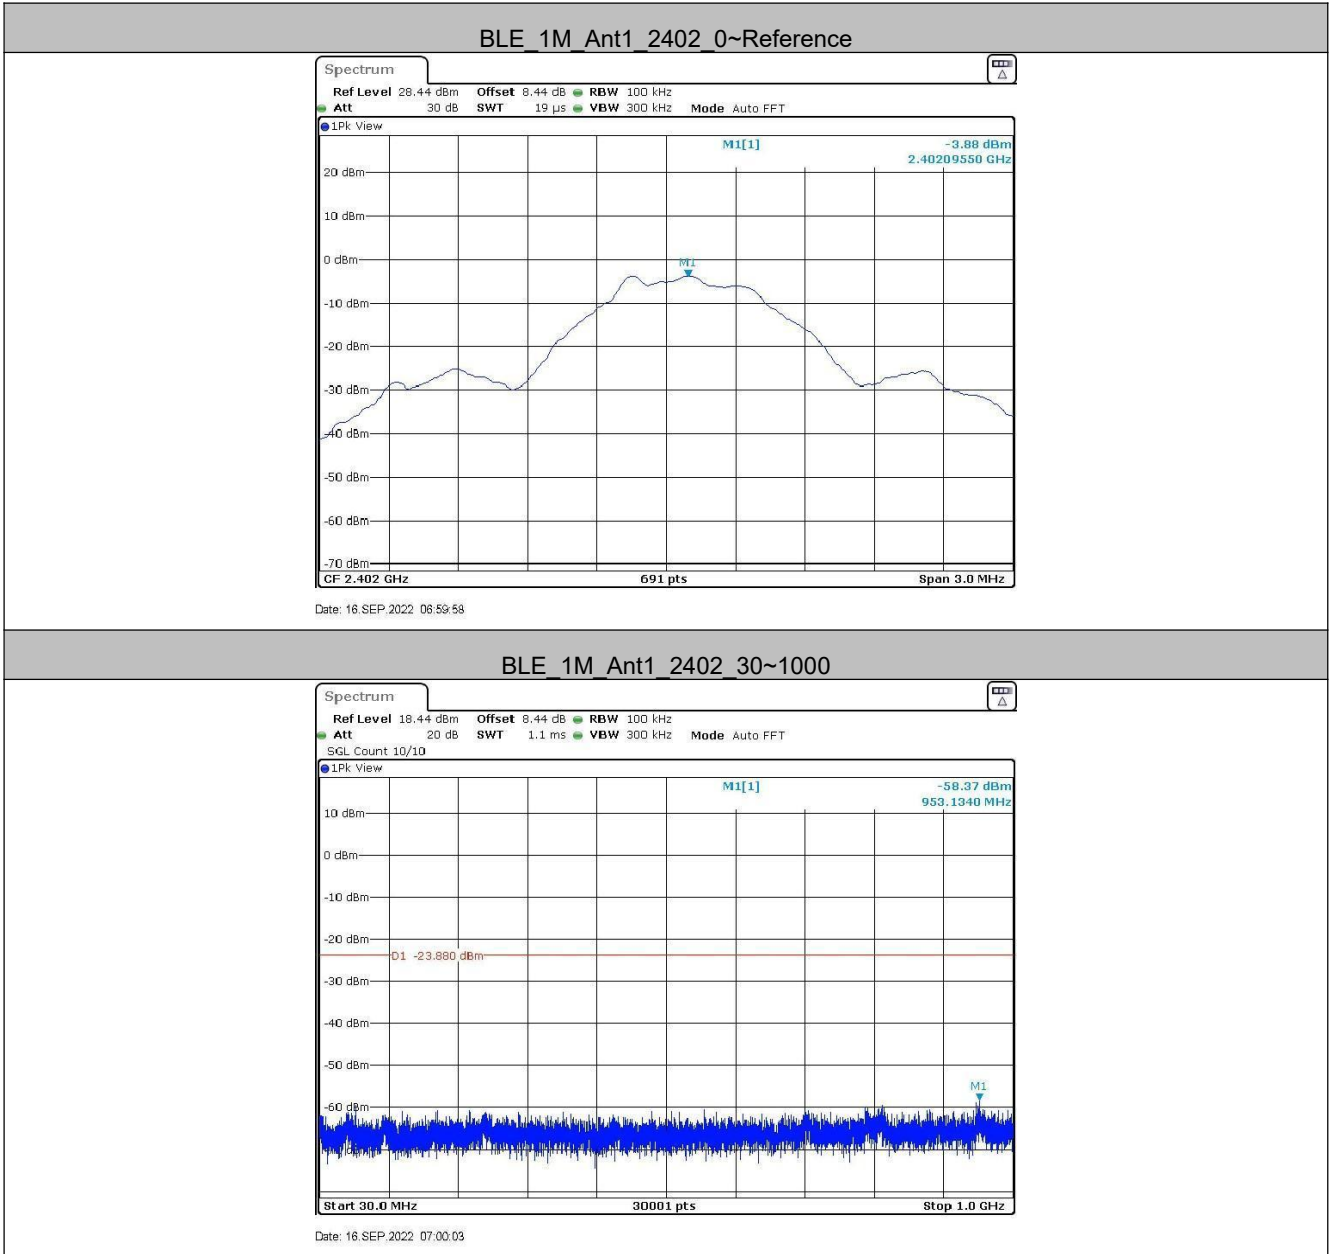 BLE_1M_Ant1_2402_0~Reference
Spectrum
Ref Level 28.44 dBm Offset 8.44 dB RBW 100 kHz
Att 30 dB SWT 19 µs VBW 300 kHz Mode Auto FFT
1Pk View
M1[1] -3.88 dBm
2.40209550 GHz
20 dBm
10 dBm
0 dBm
M1
-10 dBm
-20 dBm
-30 dBm
-40 dBm
-50 dBm
-60 dBm
-70 dBm
CF 2.402 GHz 691 pts Span 3.0 MHz
Date: 16.SEP.2022 06:59:58
BLE_1M_Ant1_2402_30~1000
Spectrum
Ref Level 18.44 dBm Offset 8.44 dB RBW 100 kHz
Att 20 dB SWT 1.1 ms VBW 300 kHz Mode Auto FFT
SGL Count 10/10
1Pk View
M1[1] -58.37 dBm
953.1340 MHz
10 dBm
0 dBm
-10 dBm
-20 dBm
D1 -23.880 dBm
-30 dBm
-40 dBm
-50 dBm
M1
-60 dBm
Start 30.0 MHz 30001 pts Stop 1.0 GHz
Date: 16.SEP.2022 07:00:03